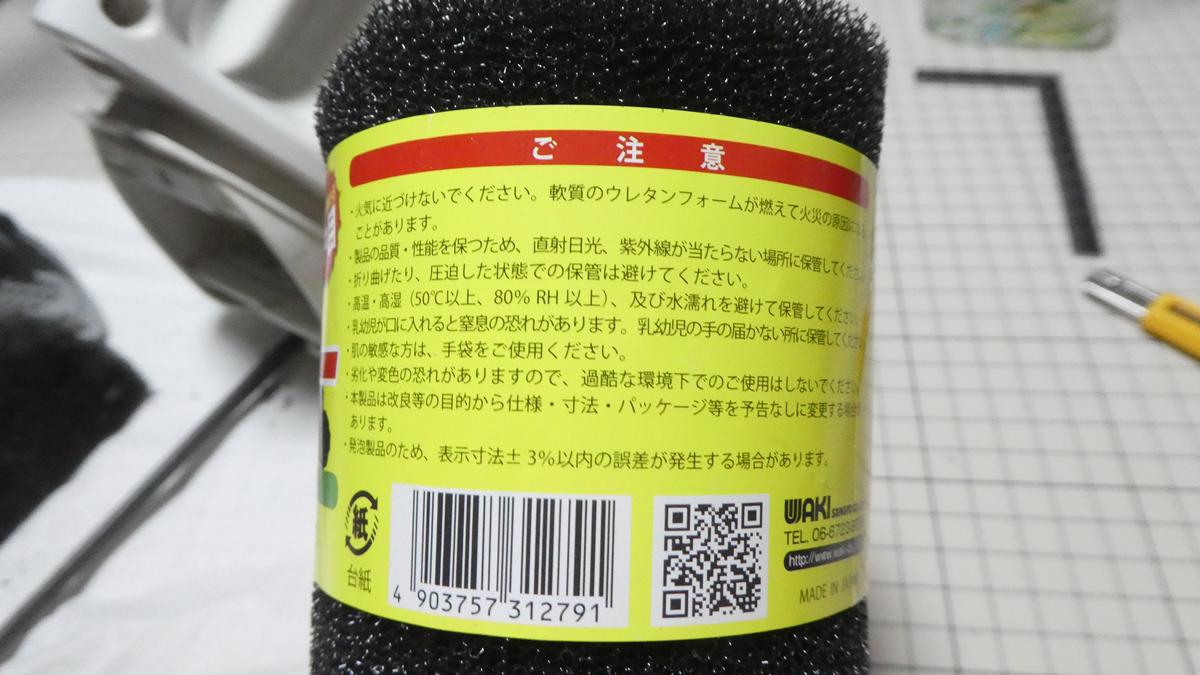 ご注意
・火気に近づけないでください。軟質のウレタンフォームが燃えて火災の原因に
ことがあります。
・製品の品質・性能を保つため、直射日光、紫外線が当たらない場所に保管してくだ
・折り曲げたり、圧迫した状態での保管は避けてください。
・高温・高湿（50℃以上、80% RH 以上）、及び水濡れを避けて保管してくださ
・乳幼児が口に入れると窒息の恐れがあります。乳幼児の手の届かない所に保管してくだ
・肌の敏感な方は、手袋をご使用ください。
・劣化や変色の恐れがありますので、過酷な環境下でのご使用はしないでくださ
・本製品は改良等の目的から仕様・寸法・パッケージ等を予告なしに変更する場合
あります。
・発泡製品のため、表示寸法± 3%以内の誤差が発生する場合があります。
紙
台紙
4 903757 312791
WAKI
TEL. 06-6723-
http://www.waki-
MADE IN JAPAN